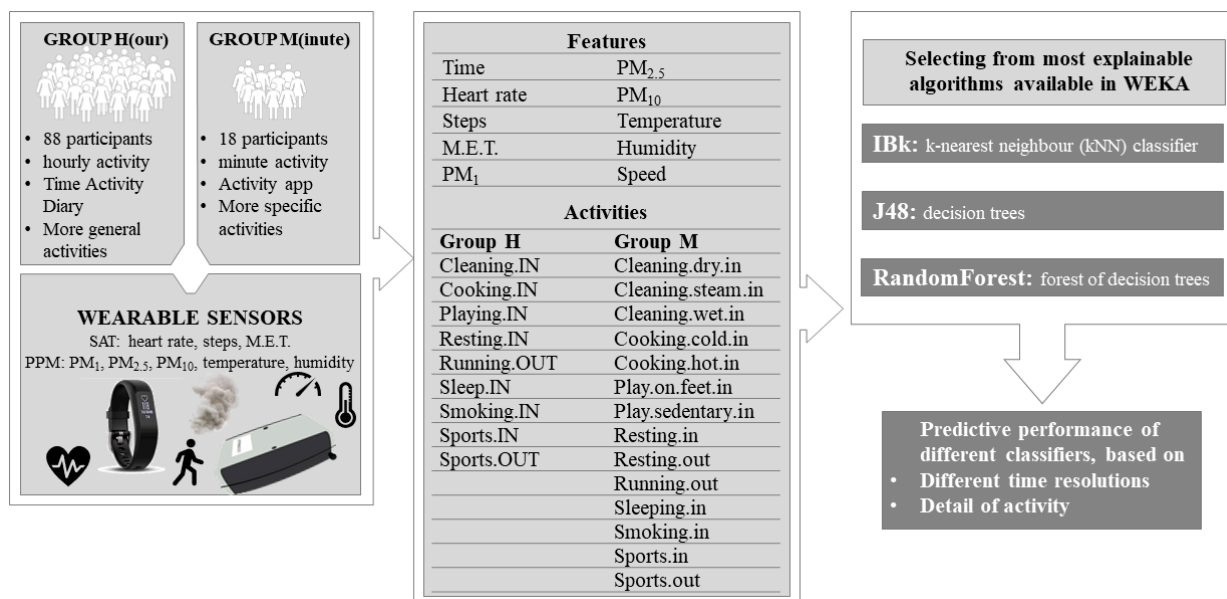 GROUP H(our)
• 88 participants
• hourly activity
• Time Activity
Diary
• More general
activities
GROUP M(inute)
• 18 participants
• minute activity
• Activity app
• More specific
activities
WEARABLE SENSORS
SAT: heart rate, steps, M.E.T.
PPM: PM1, PM2.5, PM10, temperature, humidity
Features
Time PM2.5
Heart rate PM10
Steps Temperature
M.E.T. Humidity
PM1 Speed
Activities
Group H Group M
Cleaning.IN Cleaning.dry.in
Cooking.IN Cleaning.steam.in
Playing.IN Cleaning.wet.in
Resting.IN Cooking.cold.in
Running.OUT Cooking.hot.in
Sleep.IN Play.on.feet.in
Smoking.IN Play.sedentary.in
Sports.IN Resting.in
Sports.OUT Resting.out
Running.out
Sleeping.in
Smoking.in
Sports.in
Sports.out
Selecting from most explainable
algorithms available in WEKA
IBk: k-nearest neighbour (kNN) classifier
J48: decision trees
RandomForest: forest of decision trees
Predictive performance of
different classifiers, based on
• Different time resolutions
• Detail of activity